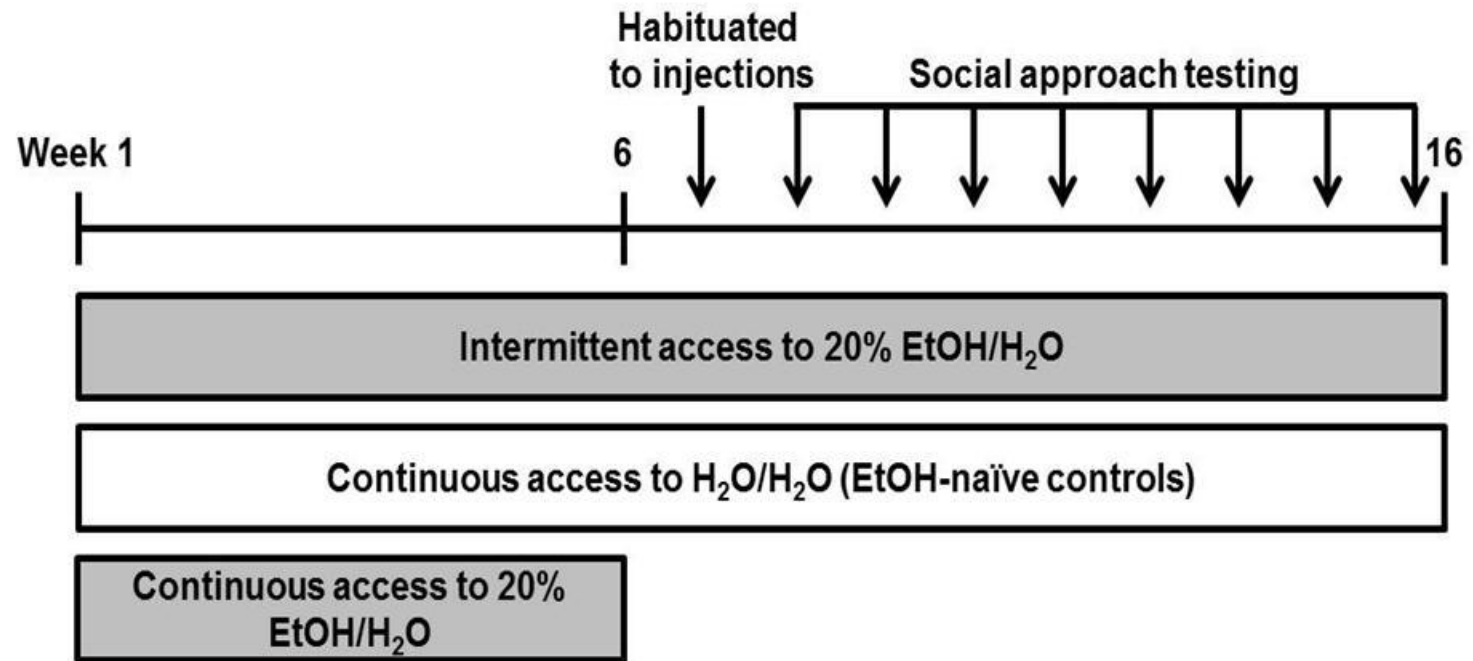 Habituated
to injections
Social approach testing
Week 1
6
16
Intermittent access to 20% EtOH/H₂O
Continuous access to H₂O/H₂O (EtOH-naïve controls)
Continuous access to 20%
EtOH/H₂O